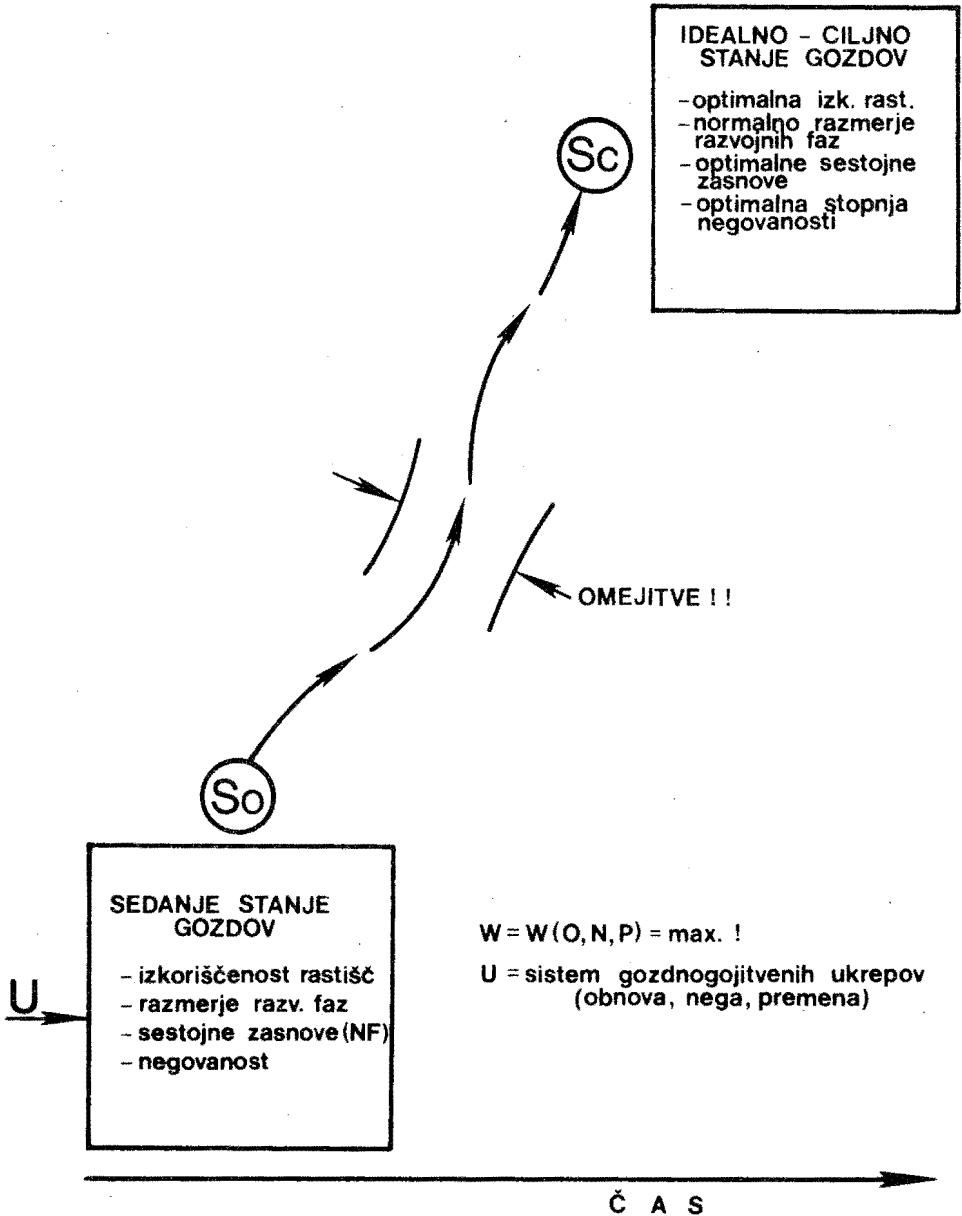 IDEALNO - CILJNO
STANJE GOZDOV
- optimalna izk. rast.
- normalno razmerje
razvojnih faz
- optimalne sestojne
zasnove
- optimalna stopnja
negovanosti
Sc
OMEJITVE ! !
So
SEDANJE STANJE
GOZDOV
- izkoriščenost rastišč
- razmerje razv. faz
- sestojne zasnove (NF)
- negovanost
U
W = W (O, N, P) = max. !
U = sistem gozdnogojitvenih ukrepov
(obnova, nega, premena)
Č A S